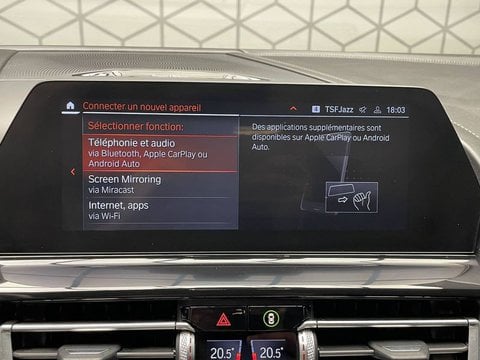 Connecter un nouvel appareil
TSFJazz 18:03
Sélectionner fonction:
Téléphonie et audio
via Bluetooth, Apple CarPlay ou
Android Auto
Screen Mirroring
via Miracast
Internet, apps
via Wi-Fi
Des applications supplémentaires sont
disponibles sur Apple CarPlay ou Android
Auto.
20.5° 20.5°